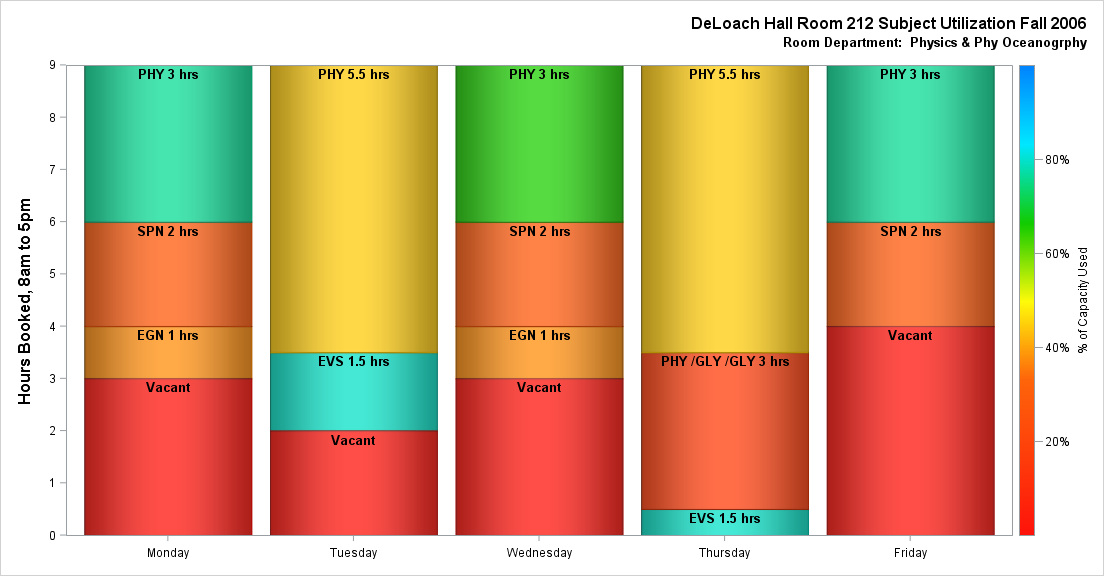 DeLoach Hall Room 212 Subject Utilization Fall 2006
Room Department: Physics & Phy Oceanogrphy
Hours Booked, 8am to 5pm
9
8
7
6
5
4
3
2
1
0
PHY 3 hrs
SPN 2 hrs
EGN 1 hrs
Vacant
Monday
PHY 5.5 hrs
EVS 1.5 hrs
Vacant
Tuesday
PHY 3 hrs
SPN 2 hrs
EGN 1 hrs
Vacant
Wednesday
PHY 5.5 hrs
PHY /GLY /GLY 3 hrs
EVS 1.5 hrs
Thursday
PHY 3 hrs
SPN 2 hrs
Vacant
Friday
80%
60%
40%
20%
% of Capacity Used